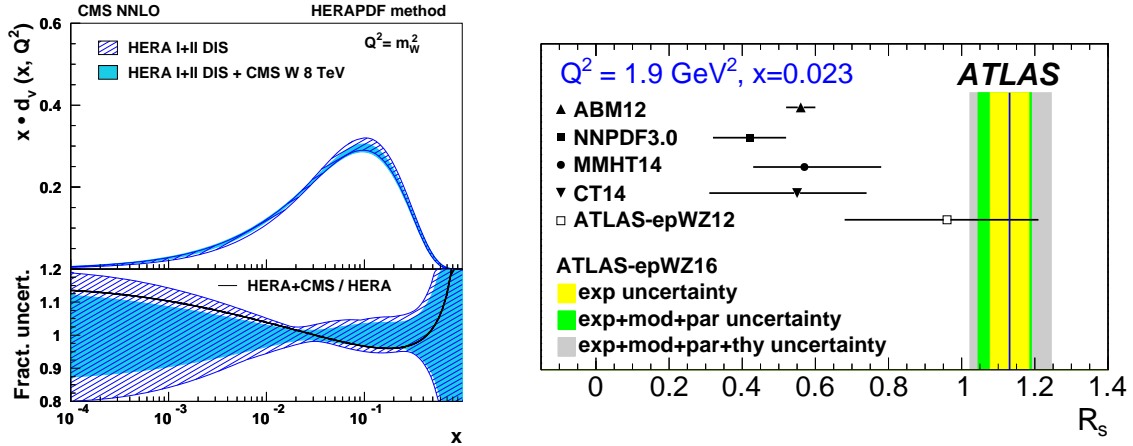 CMS NNLO HERAPDF method
x • d_v (x, Q²)
0.6
HERA I+II DIS
Q² = m²_W
HERA I+II DIS + CMS W 8 TeV
0.4
0.2
Fract. uncert.
1.2
HERA+CMS / HERA
1.1
1
0.9
0.8
10⁻⁴ 10⁻³ 10⁻² 10⁻¹
x
Q² = 1.9 GeV², x=0.023
ATLAS
ABM12
NNPDF3.0
MMHT14
CT14
ATLAS-epWZ12
ATLAS-epWZ16
exp uncertainty
exp+mod+par uncertainty
exp+mod+par+thy uncertainty
0 0.2 0.4 0.6 0.8 1 1.2 1.4
R_s